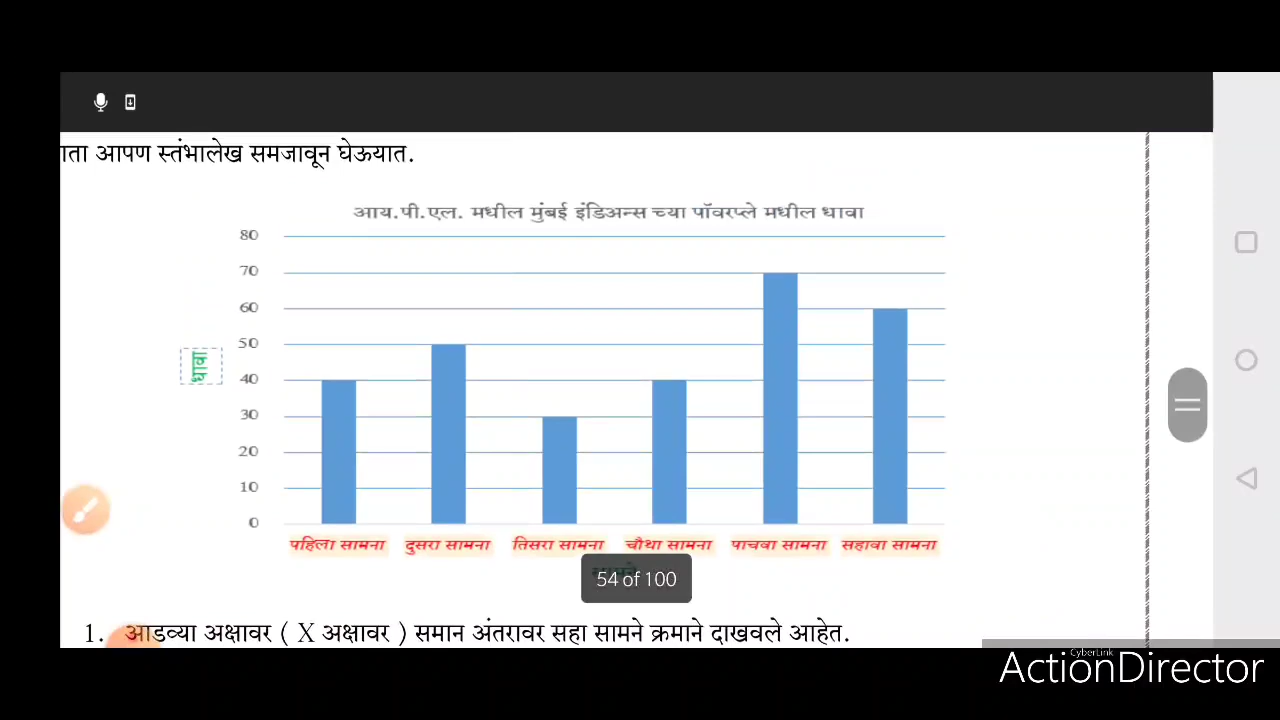 आपण स्तंभालेख समजावून घेऊयात.
आय.पी.एल. मधील मुंबई इंडिअन्स च्या पॉवरप्ले मधील धावा
80
70
60
50
40
30
20
10
0
धावा
पहिला सामना दुसरा सामना तिसरा सामना चौथा सामना पाचवा सामना सहावा सामना
54 of 100
1. आडव्या अक्षावर ( X अक्षावर ) समान अंतरावर सहा सामने क्रमाने दाखवले आहेत.
CyberLink
ActionDirector